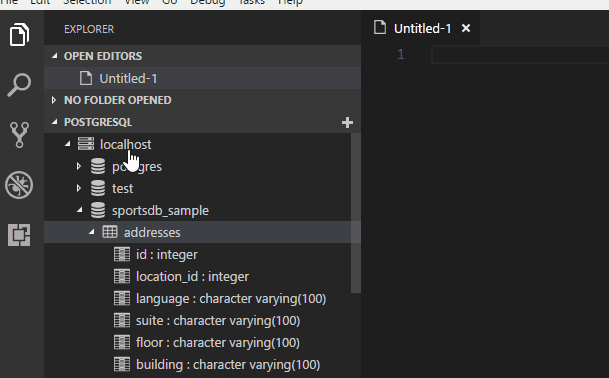 File Edit Selection View Go Debug Tasks Help
EXPLORER
OPEN EDITORS
Untitled-1
NO FOLDER OPENED
POSTGRESQL
localhost
postgres
test
sportsdb_sample
addresses
id : integer
location_id : integer
language : character varying(100)
suite : character varying(100)
floor : character varying(100)
building : character varying(100)
Untitled-1
1